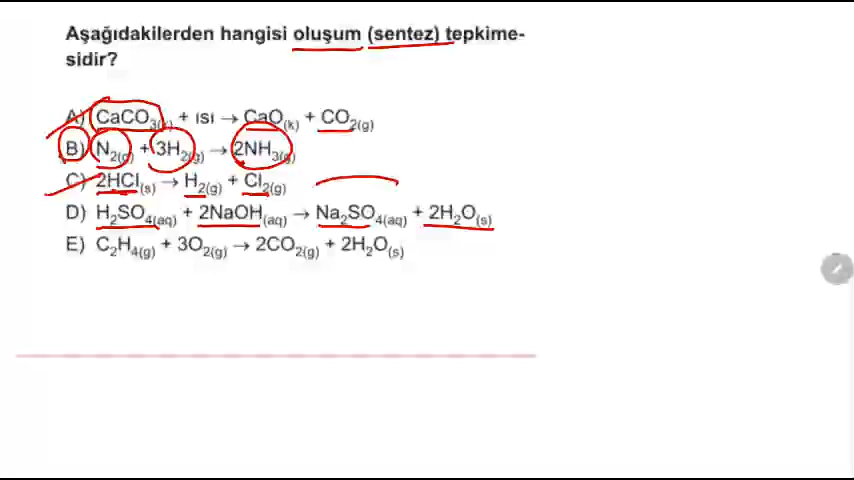 Aşağıdakilerden hangisi oluşum (sentez) tepkime-
sidir?
A) CaCO₃₍ₖ₎ + ısı → CaO₍ₖ₎ + CO₂(g)
B) N₂(g) + 3H₂(g) → 2NH₃(g)
C) 2HCl(s) → H₂(g) + Cl₂(g)
D) H₂SO₄(aq) + 2NaOH(aq) → Na₂SO₄(aq) + 2H₂O(s)
E) C₂H₄(g) + 3O₂(g) → 2CO₂(g) + 2H₂O(s)